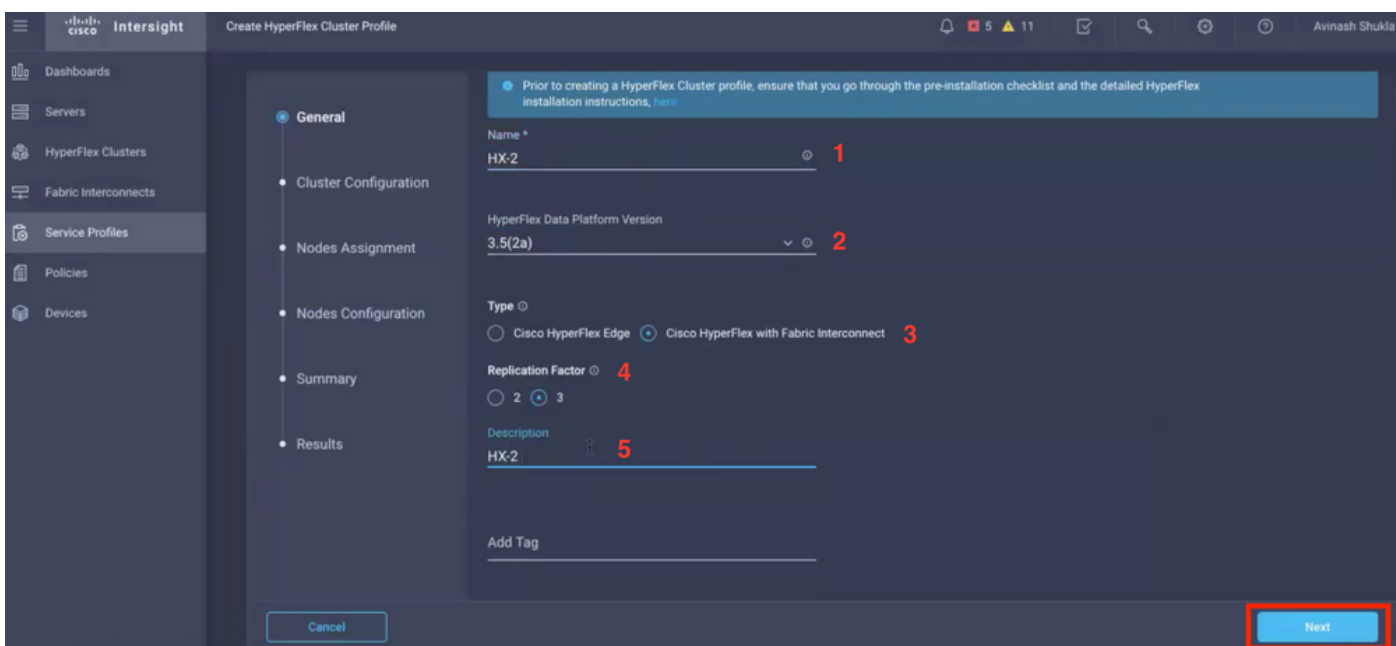 CISCO Intersight
Create HyperFlex Cluster Profile
5 11
Avinash Shukla
Dashboards
Servers
HyperFlex Clusters
Fabric Interconnects
Service Profiles
Policies
Devices
General
Cluster Configuration
Nodes Assignment
Nodes Configuration
Summary
Results
Prior to creating a HyperFlex Cluster profile, ensure that you go through the pre-installation checklist and the detailed HyperFlex
installation instructions, here
Name *
HX-2 1
HyperFlex Data Platform Version
3.5(2a) 2
Type
Cisco HyperFlex Edge Cisco HyperFlex with Fabric Interconnect 3
Replication Factor 4
2 3
Description
HX-2 5
Add Tag
Cancel Next